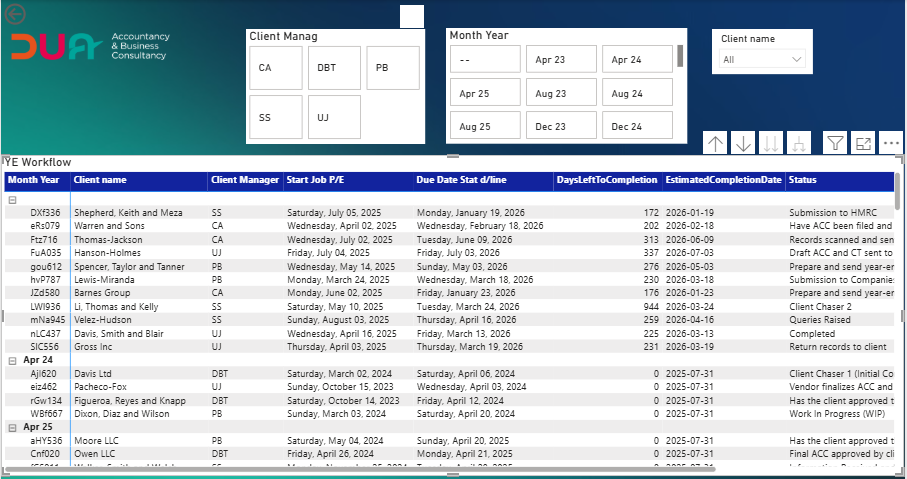 DUA Accountancy
& Business
Consultancy
Client Manag
CA DBT PB
SS UJ
Month Year
-- Apr 23 Apr 24
Apr 25 Aug 23 Aug 24
Aug 25 Dec 23 Dec 24
Client name
All
YE Workflow
Month Year Client name Client Manager Start Job P/E Due Date Stat d/line DaysLeftToCompletion EstimatedCompletionDate Status
DXf336 Shepherd, Keith and Meza SS Saturday, July 05, 2025 Monday, January 19, 2026 172 2026-01-19 Submission to HMRC
eRs079 Warren and Sons CA Wednesday, April 02, 2025 Wednesday, February 18, 2026 202 2026-02-18 Have ACC been filed and
Ftz716 Thomas-Jackson CA Wednesday, July 02, 2025 Tuesday, June 09, 2026 313 2026-06-09 Records scanned and sen
FuA035 Hanson-Holmes UJ Friday, July 04, 2025 Friday, July 03, 2026 337 2026-07-03 Draft ACC and CT sent to
gou612 Spencer, Taylor and Tanner PB Wednesday, May 14, 2025 Sunday, May 03, 2026 276 2026-05-03 Prepare and send year-er
hvP787 Lewis-Miranda PB Monday, March 24, 2025 Wednesday, March 18, 2026 230 2026-03-18 Submission to Companies
JZd580 Barnes Group CA Monday, June 02, 2025 Friday, January 23, 2026 176 2026-01-23 Prepare and send year-er
LWI936 Li, Thomas and Kelly SS Saturday, May 10, 2025 Tuesday, March 24, 2026 944 2026-03-24 Client Chaser 2
mNa945 Velez-Hudson SS Sunday, August 03, 2025 Thursday, April 16, 2026 259 2026-04-16 Queries Raised
nLC437 Davis, Smith and Blair UJ Wednesday, April 16, 2025 Friday, March 13, 2026 225 2026-03-13 Completed
SIC556 Gross Inc UJ Thursday, April 03, 2025 Thursday, March 19, 2026 231 2026-03-19 Return records to client
Apr 24
AjI620 Davis Ltd DBT Saturday, March 02, 2024 Saturday, April 06, 2024 0 2025-07-31 Client Chaser 1 (Initial Co
eiz462 Pacheco-Fox UJ Sunday, October 15, 2023 Wednesday, April 03, 2024 0 2025-07-31 Vendor finalizes ACC and
rGw134 Figueroa, Reyes and Knapp DBT Saturday, October 14, 2023 Friday, April 12, 2024 0 2025-07-31 Has the client approved t
WBf667 Dixon, Diaz and Wilson PB Sunday, March 03, 2024 Saturday, April 20, 2024 0 2025-07-31 Work In Progress (WIP)
Apr 25
aHY536 Moore LLC PB Saturday, May 04, 2024 Sunday, April 20, 2025 0 2025-07-31 Has the client approved t
Cnf020 Owen LLC DBT Friday, April 26, 2024 Monday, April 21, 2025 0 2025-07-31 Final ACC approved by cli